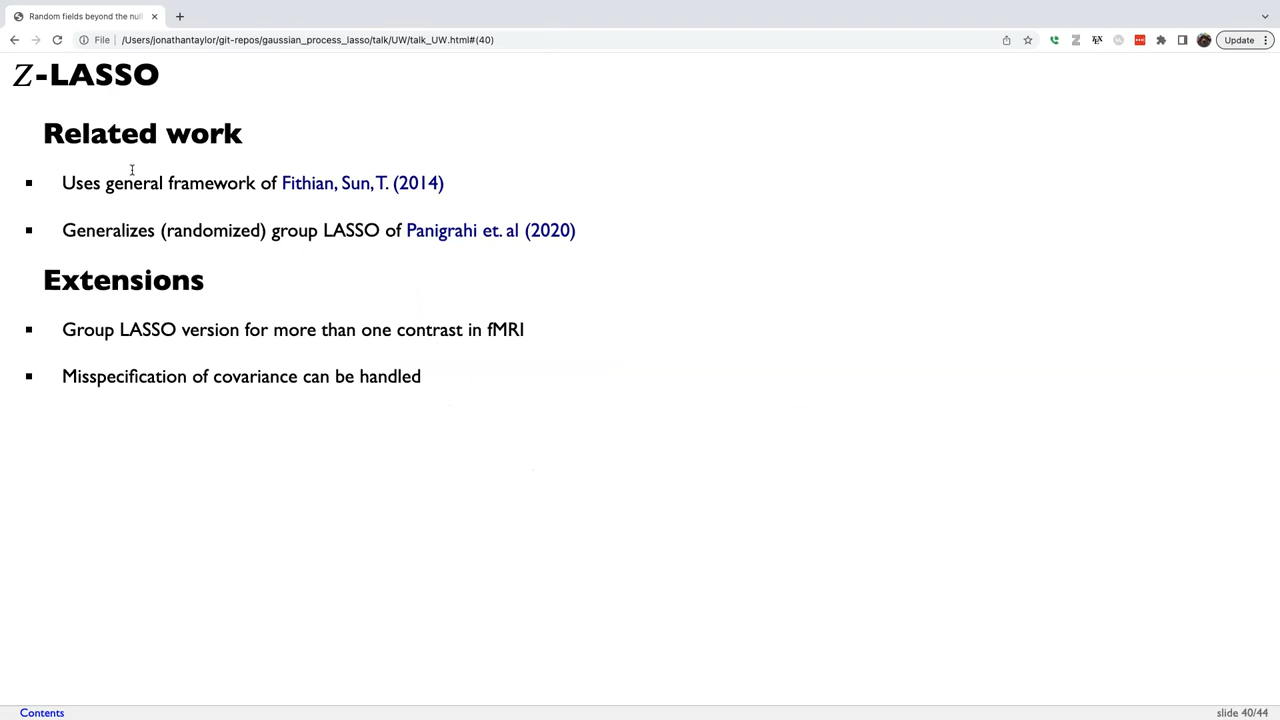 Random fields beyond the nul
File
/Users/jonathantaylor/git-repos/gaussian_process_lasso/talk/UW/talk_UW.html#(40)
Update
Z-LASSO
Related work
Uses general framework of Fithian, Sun, T. (2014)
Generalizes (randomized) group LASSO of Panigrahi et. al (2020)
Extensions
Group LASSO version for more than one contrast in fMRI
Misspecification of covariance can be handled
Contents
slide 40/44